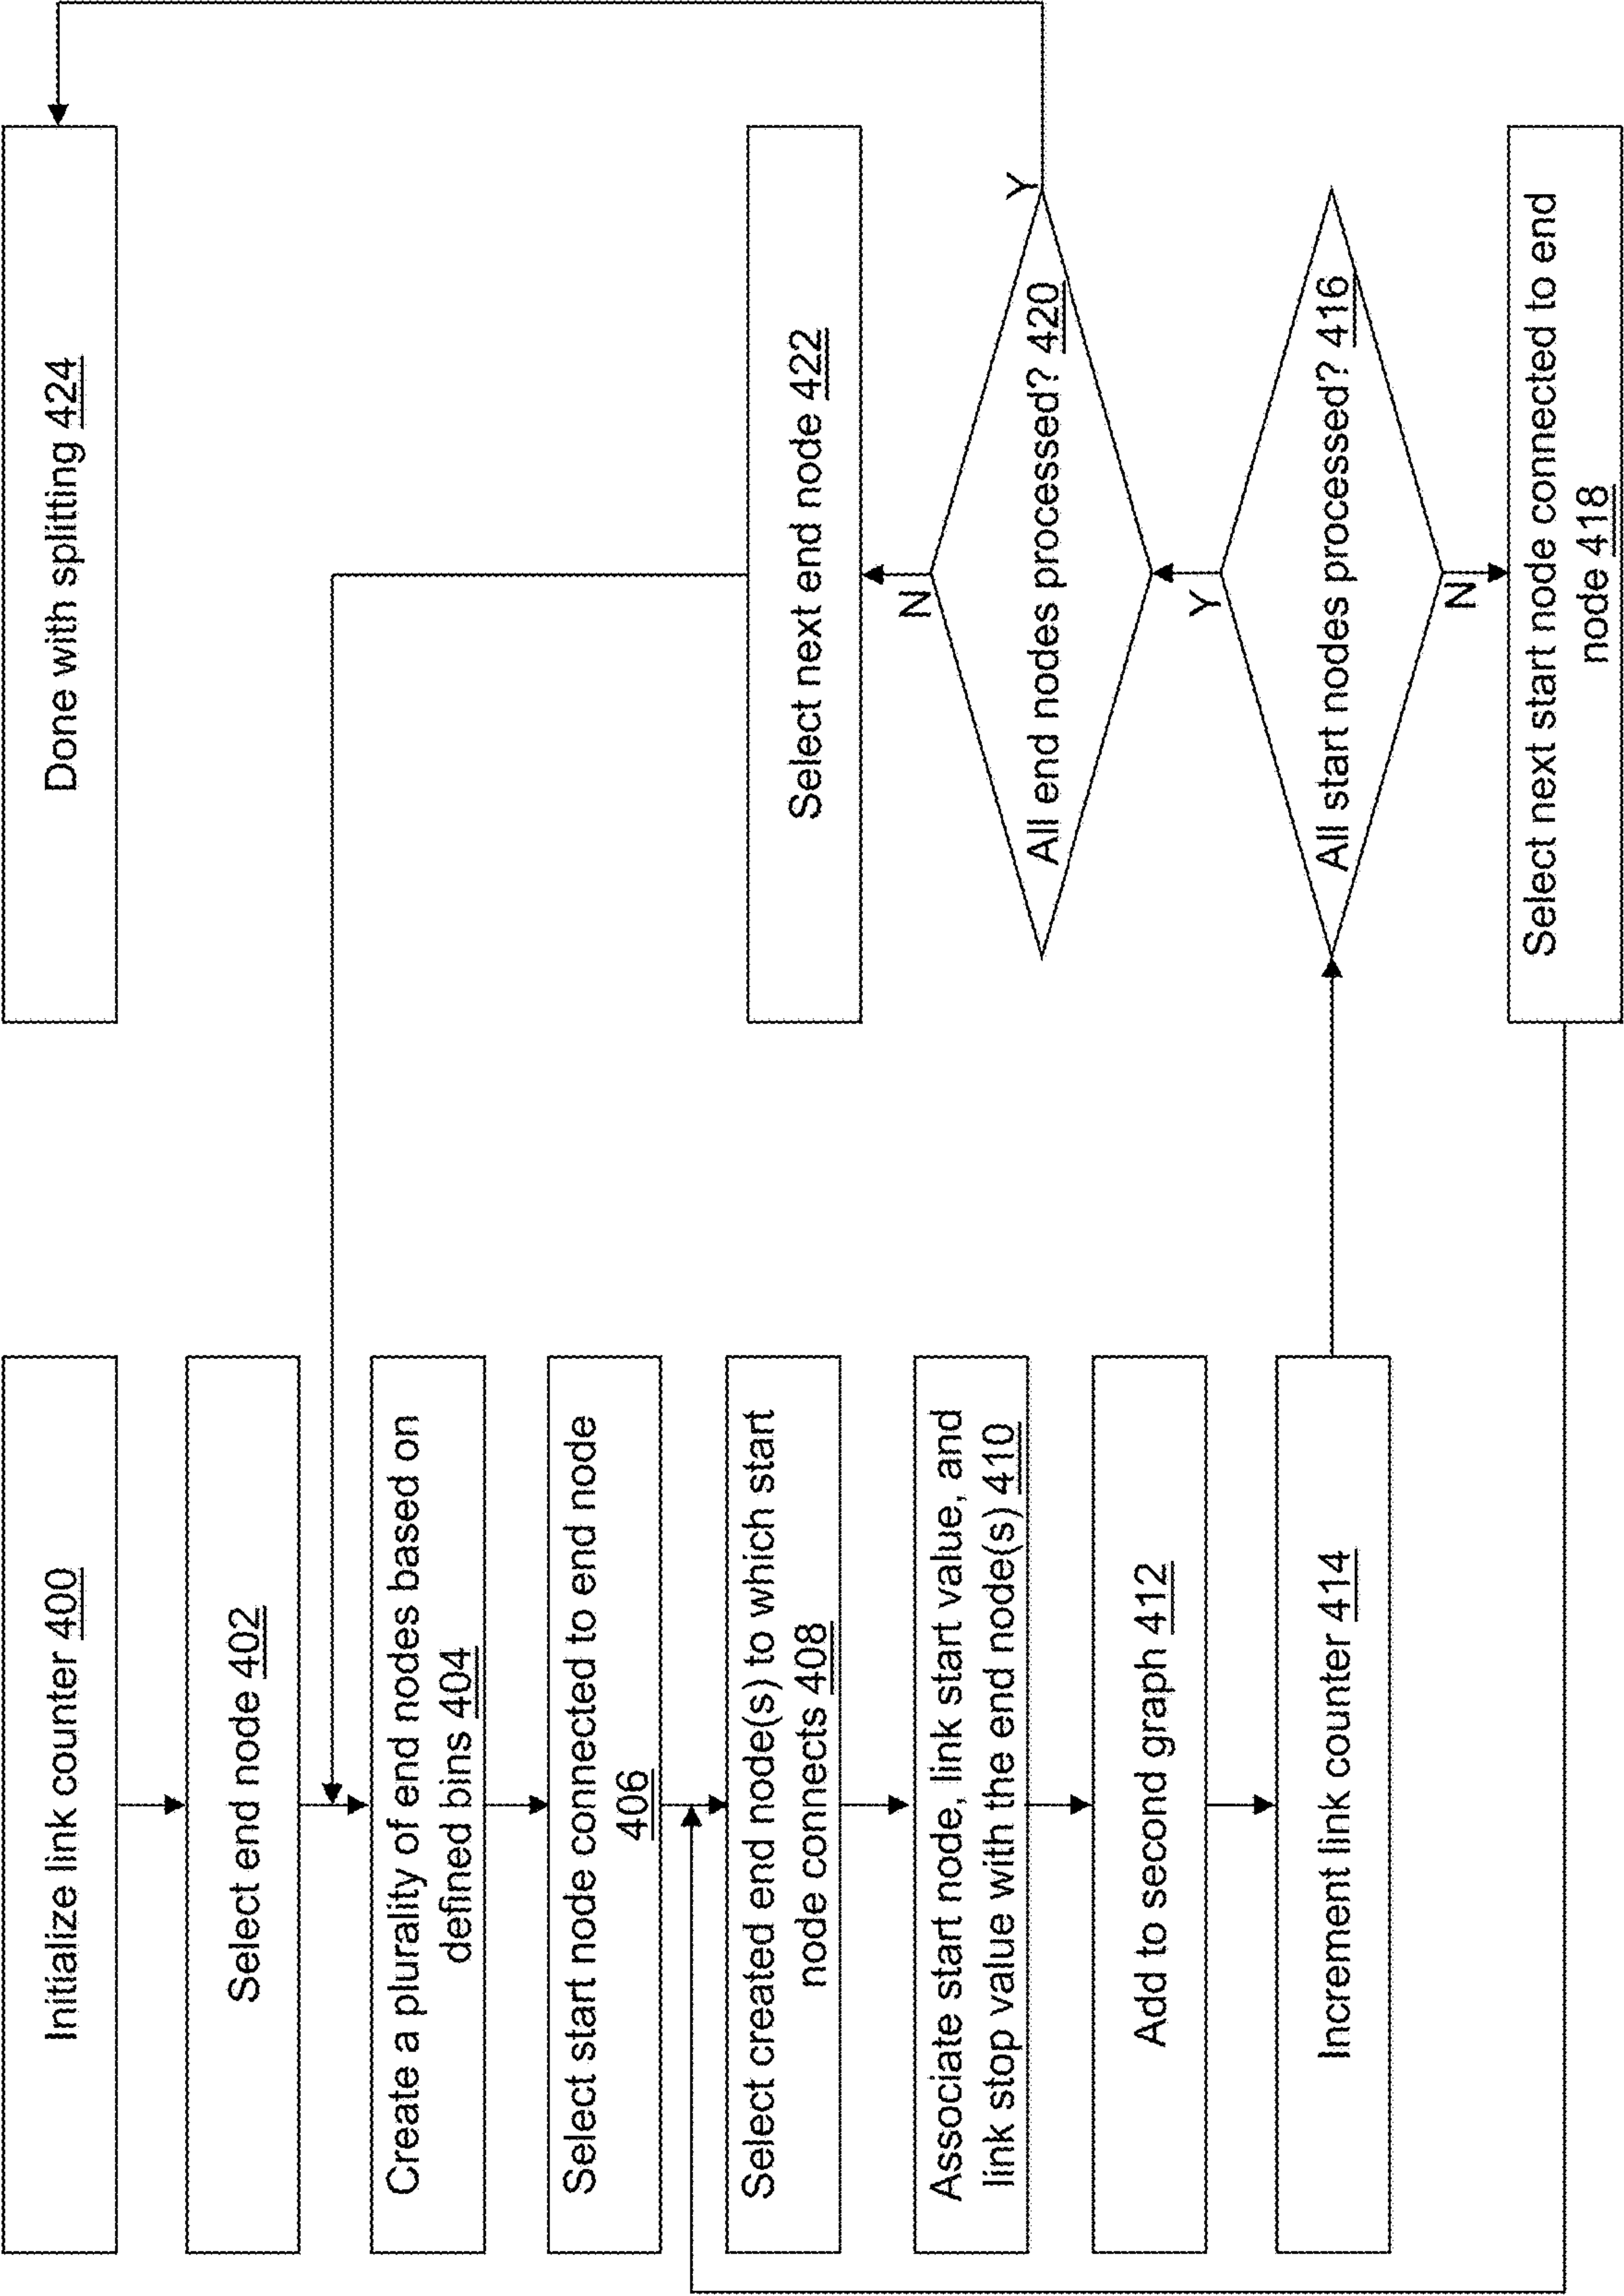 Initialize link counter 400
Select end node 402
Create a plurality of end nodes based on
defined bins 404
Select start node connected to end node
406
Select created end node(s) to which start
node connects 408
Associate start node, link start value, and
link stop value with the end node(s) 410
Add to second graph 412
Increment link counter 414
Done with splitting 424
Select next end node 422
N
Y
All end nodes processed? 420
Y
All start nodes processed? 416
N
Select next start node connected to end
node 418